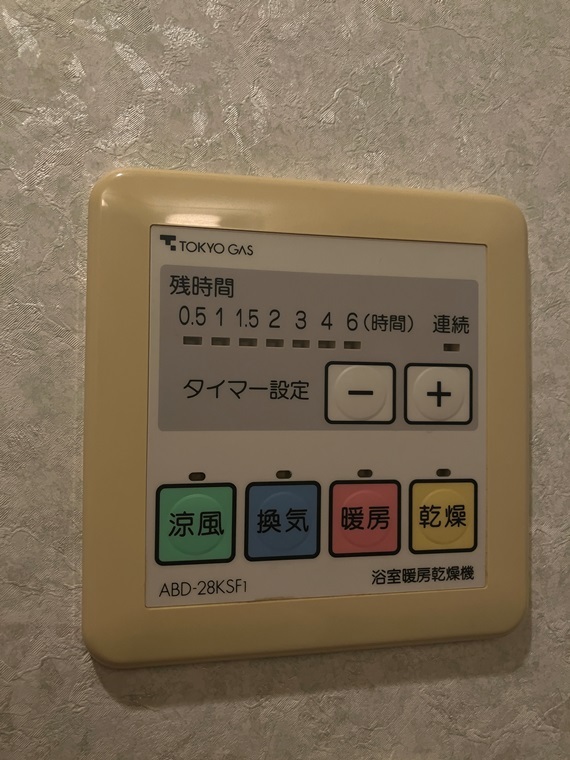 TOKYO GAS
残時間
0.5 1 1.5 2 3 4 6(時間) 連続
タイマー設定 − +
涼風 換気 暖房 乾燥
ABD-28KSF1 浴室暖房乾燥機